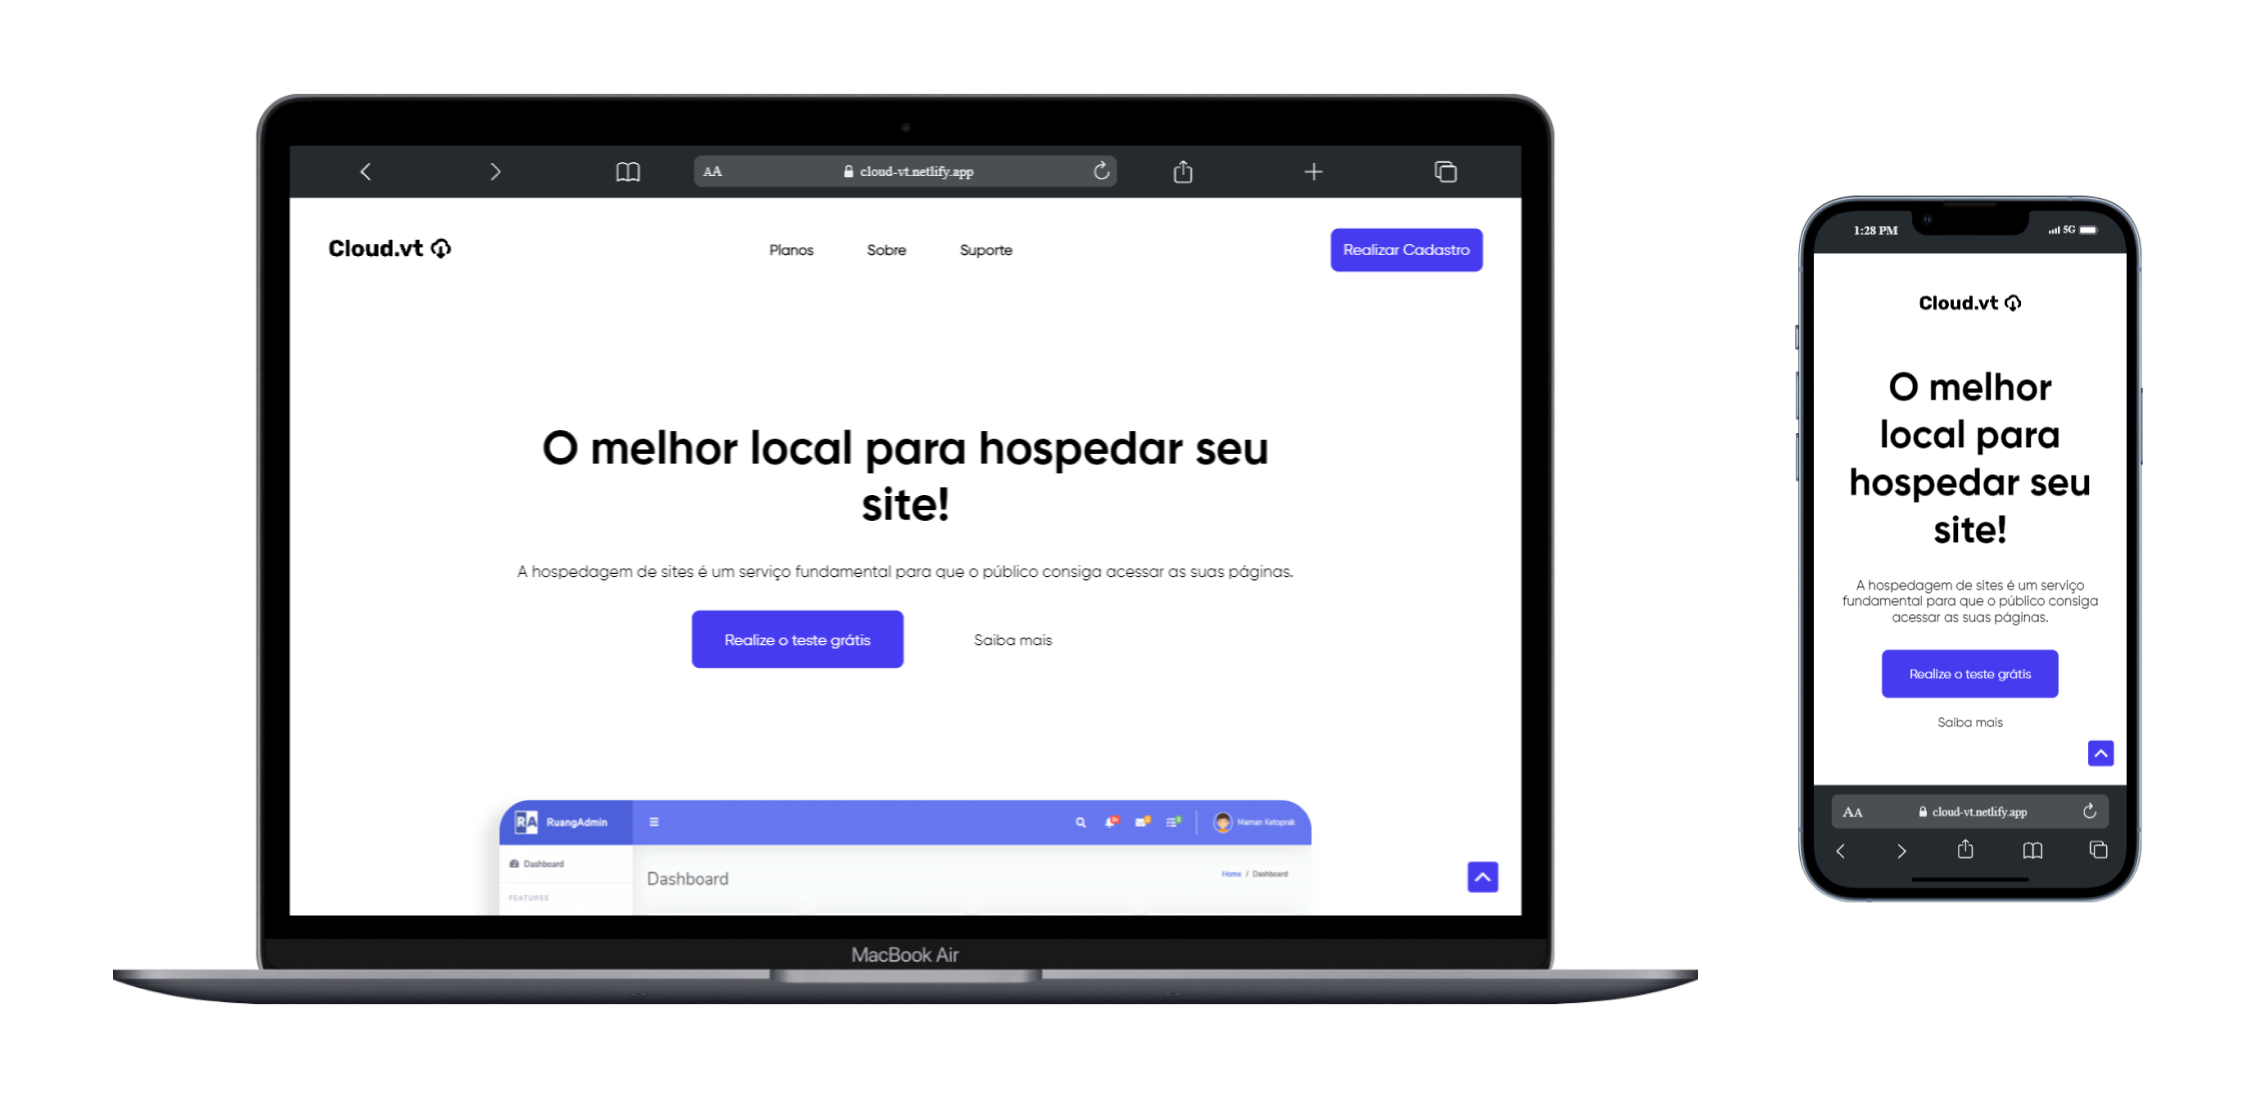 AA
cloud-vt.netlify.app
Cloud.vt
Planos
Sobre
Suporte
Realizar Cadastro
O melhor local para hospedar seu
site!
A hospedagem de sites é um serviço fundamental para que o público consiga acessar as suas páginas.
Realize o teste grátis
Saiba mais
RA RuangAdmin
Maman Ketoprak
Dashboard
Dashboard
Home / Dashboard
FEATURES
MacBook Air
1:28 PM
5G
Cloud.vt
O melhor
local para
hospedar seu
site!
A hospedagem de sites é um serviço
fundamental para que o público consiga
acessar as suas páginas.
Realize o teste grátis
Saiba mais
AA
cloud-vt.netlify.app